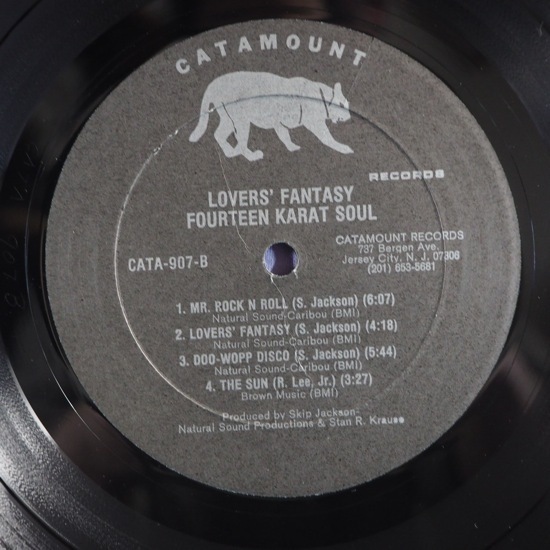 CATAMOUNT
RECORDS
LOVERS' FANTASY
FOURTEEN KARAT SOUL
CATAMOUNT RECORDS
737 Bergen Ave.
Jersey City, N. J. 07306
(201) 653-5681
CATA-907-B
1. MR. ROCK N ROLL (S. Jackson) (6:07)
Natural Sound-Caribou (BMI)
2. LOVERS' FANTASY (S. Jackson) (4:18)
Natural Sound-Caribou (BMI)
3. DOO-WOPP DISCO (S. Jackson) (5:44)
Natural Sound-Caribou (BMI)
4. THE SUN (R. Lee, Jr.) (3:27)
Brown Music (BMI)
Produced by Skip Jackson-
Natural Sound Productions & Stan R. Krause